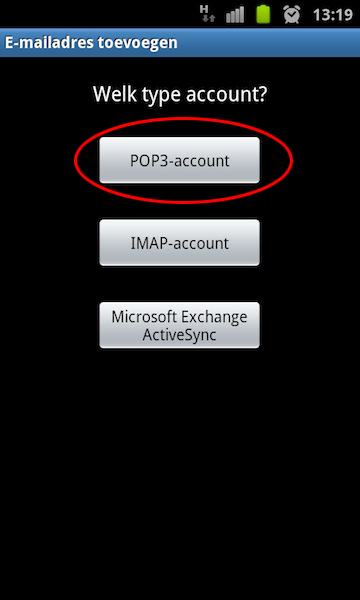 H 13:19
E-mailadres toevoegen
Welk type account?
POP3-account
IMAP-account
Microsoft Exchange
ActiveSync